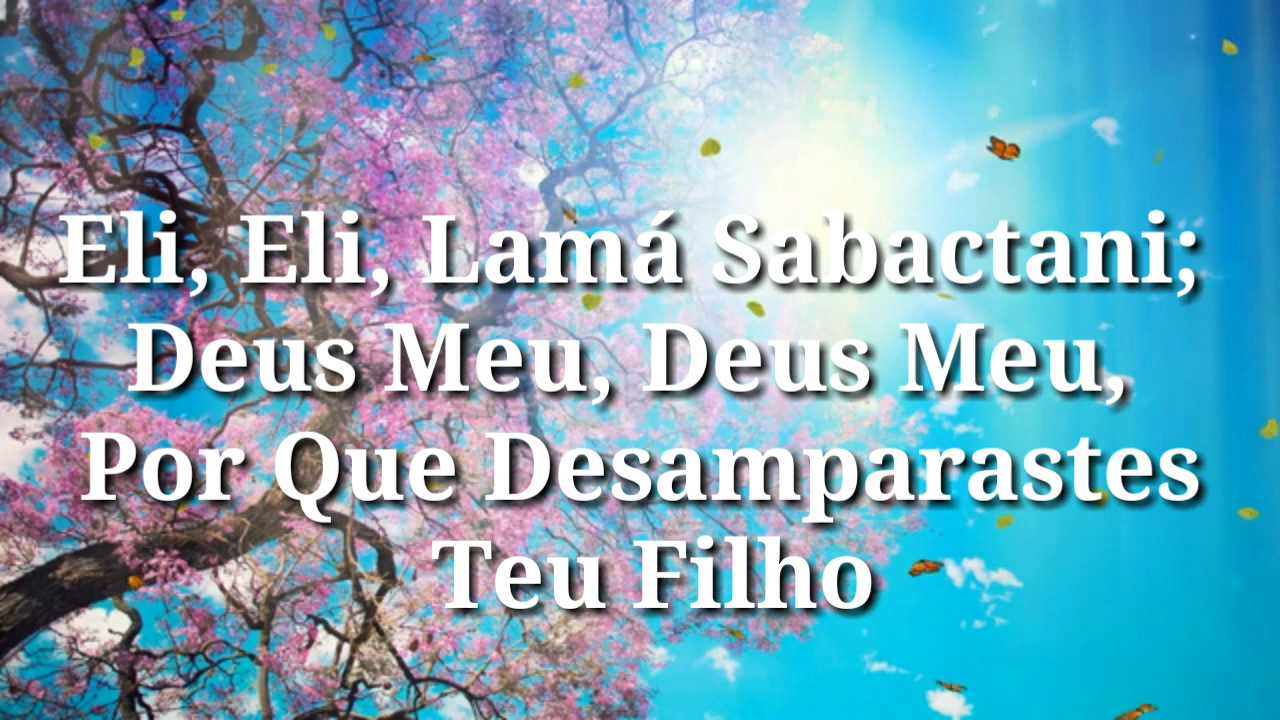 Eli, Eli, Lamá Sabactani;
Deus Meu, Deus Meu,
Por Que Desamparastes
Teu Filho